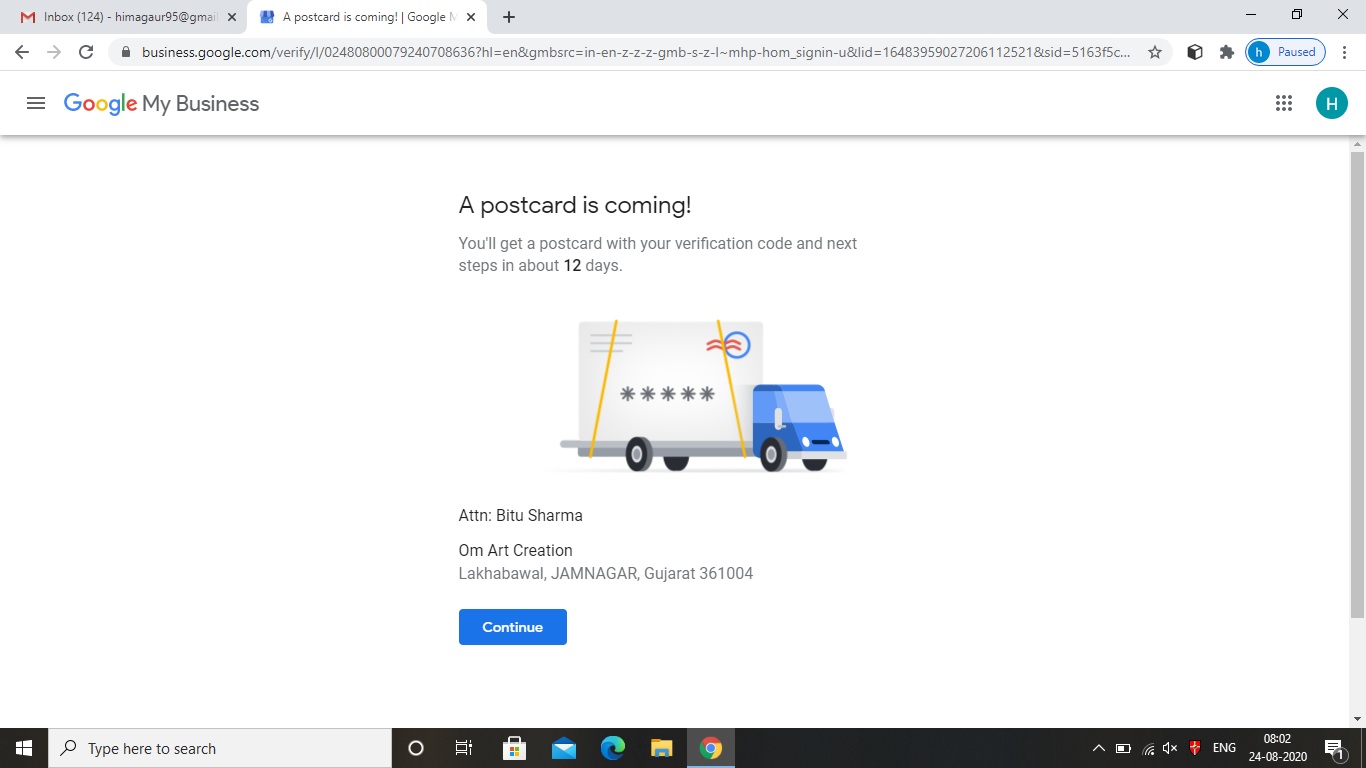 Inbox (124) - himagaur95@gmail
A postcard is coming! | Google M
business.google.com/verify/l/02480800079240708636?hl=en&gmbsrc=in-en-z-z-z-gmb-s-z-l~mhp-hom_signin-u&lid=16483959027206112521&sid=5163f5c...
h Paused
Google My Business
H
A postcard is coming!
You'll get a postcard with your verification code and next
steps in about 12 days.
*****
Attn: Bitu Sharma
Om Art Creation
Lakhabawal, JAMNAGAR, Gujarat 361004
Continue
Type here to search
ENG
08:02
24-08-2020
1